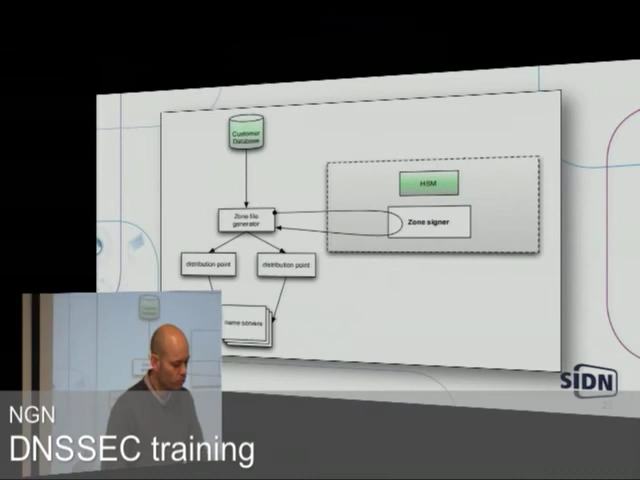 Customer
Database
HSM
Zone file
generator
Zone signer
distribution point
distribution point
name servers
SIDN
NGN
DNSSEC training